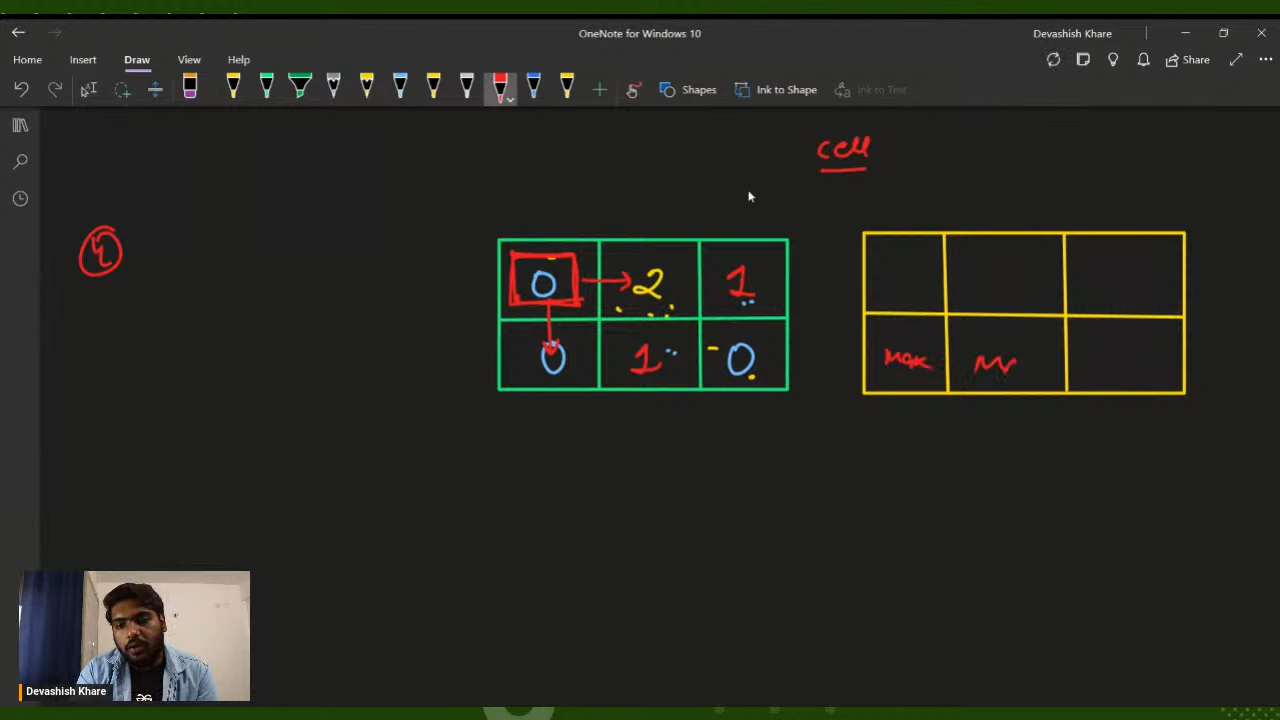 OneNote for Windows 10
Devashish Khare
Home Insert Draw View Help
Share
Shapes
Ink to Shape
Ink to Text
cell
0 2 1
0 1 0
max
Devashish Khare